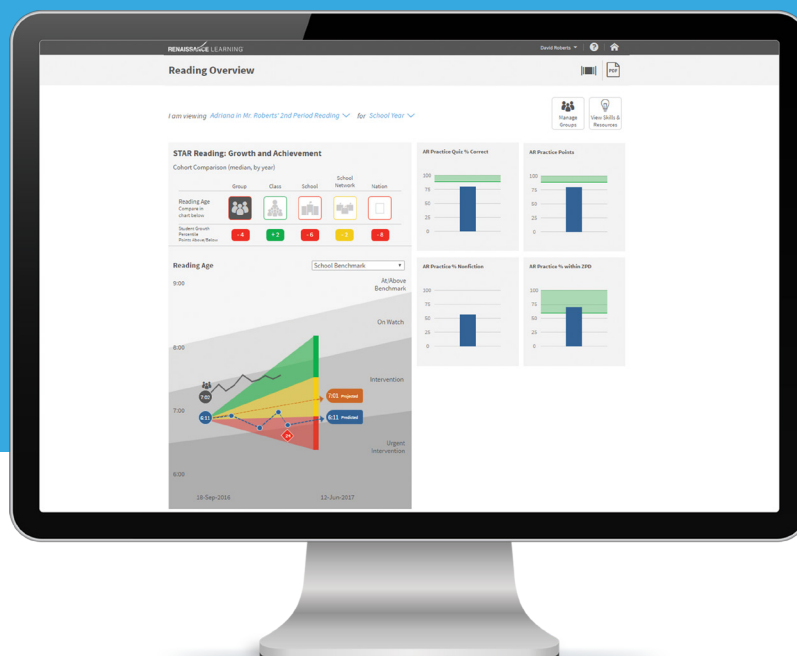 RENAISSANCE LEARNING
David Roberts
?
Reading Overview
PDF
I am viewing Adriana in Mr. Roberts' 2nd Period Reading for School Year
Manage Groups
View Skills & Resources
STAR Reading: Growth and Achievement
Cohort Comparison (median, by year)
Group Class School School Network Nation
Reading Age
Compare in
chart below
Student Growth
Percentile
Points Above Below
- 4 + 2 - 6 - 3 - 8
Reading Age
School Benchmark
9:00
At/Above
Benchmark
On Watch
8:00
Intervention
7:02
7:01 Projected
7:00
6:11
6:11 Predicted
Urgent
Intervention
6:00
18-Sep-2016
12-Jun-2017
AR Practice Quiz % Correct
100
75
50
25
0
AR Practice Points
100
75
50
25
0
AR Practice % Nonfiction
100
75
50
25
0
AR Practice % within ZPD
100
75
50
25
0